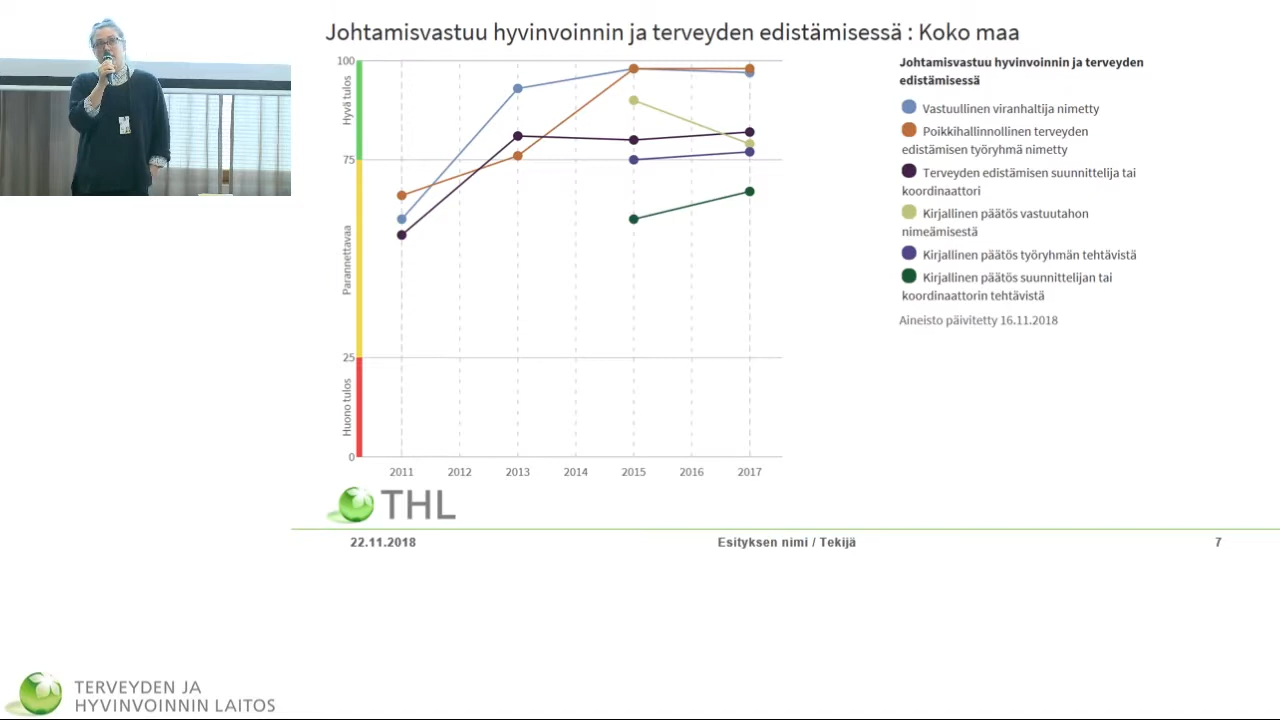 Johtamisvastuu hyvinvoinnin ja terveyden edistämisessä : Koko maa
100
Hyvä tulos
75
Parannettavaa
25
Huono tulos
0
2011 2012 2013 2014 2015 2016 2017
Johtamisvastuu hyvinvoinnin ja terveyden
edistämisessä
Vastuullinen viranhaltija nimetty
Poikkihallinnollinen terveyden
edistämisen työryhmä nimetty
Terveyden edistämisen suunnittelija tai
koordinaattori
Kirjallinen päätös vastuutahon
nimeämisestä
Kirjallinen päätös työryhmän tehtävistä
Kirjallinen päätös suunnittelijan tai
koordinaattorin tehtävistä
Aineisto päivitetty 16.11.2018
THL
22.11.2018 Esityksen nimi / Tekijä 7
TERVEYDEN JA
HYVINVOINNIN LAITOS